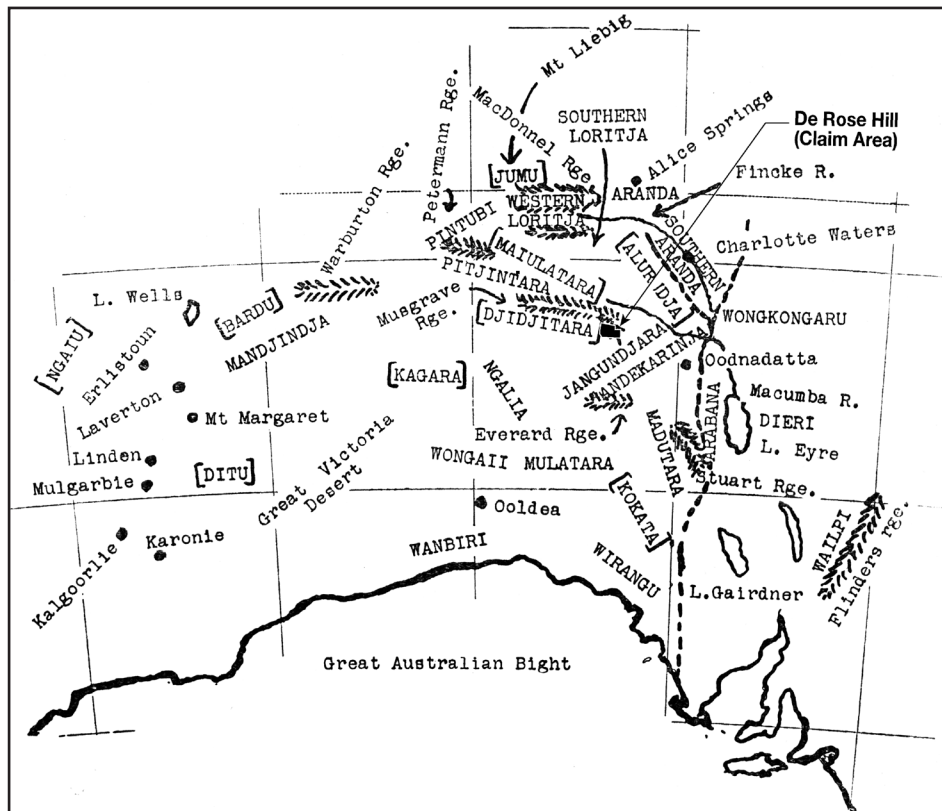 Mt Liebig
MacDonnel Rge
Petermann Rge.
Warburton Rge.
SOUTHERN
LORITJA
De Rose Hill
(Claim Area)
Alice Springs
Fincke R.
[JUMU]
ARANDA
WESTERN
LORITJA
PINTUBI
SOUTHERN
ARANDA
Charlotte Waters
[MAIULATARA]
[ALURIDJA]
PITJINTARA
L. Wells
[BARDU]
MANDJINDJA
Musgrave
Rge.
[DJIDJITARA]
WONGKONGARU
[NGAIU]
Erlistoun
JANGUNDJARA
ANDEKARINJA
Oodnadatta
[KAGARA]
NGALIA
Laverton
Macumba R.
Mt Margaret
DIERI
Everard Rge.
MADUTARA
ARABANA
L. Eyre
Linden
Mulgarbie
[DITU]
Great Victoria
Desert
WONGAII MULATARA
Stuart Rge.
[KOKATA]
Ooldea
WAILPI
Flinders rge.
Kalgoorlie
Karonie
WANBIRI
WIRANGU
L.Gairdner
Great Australian Bight